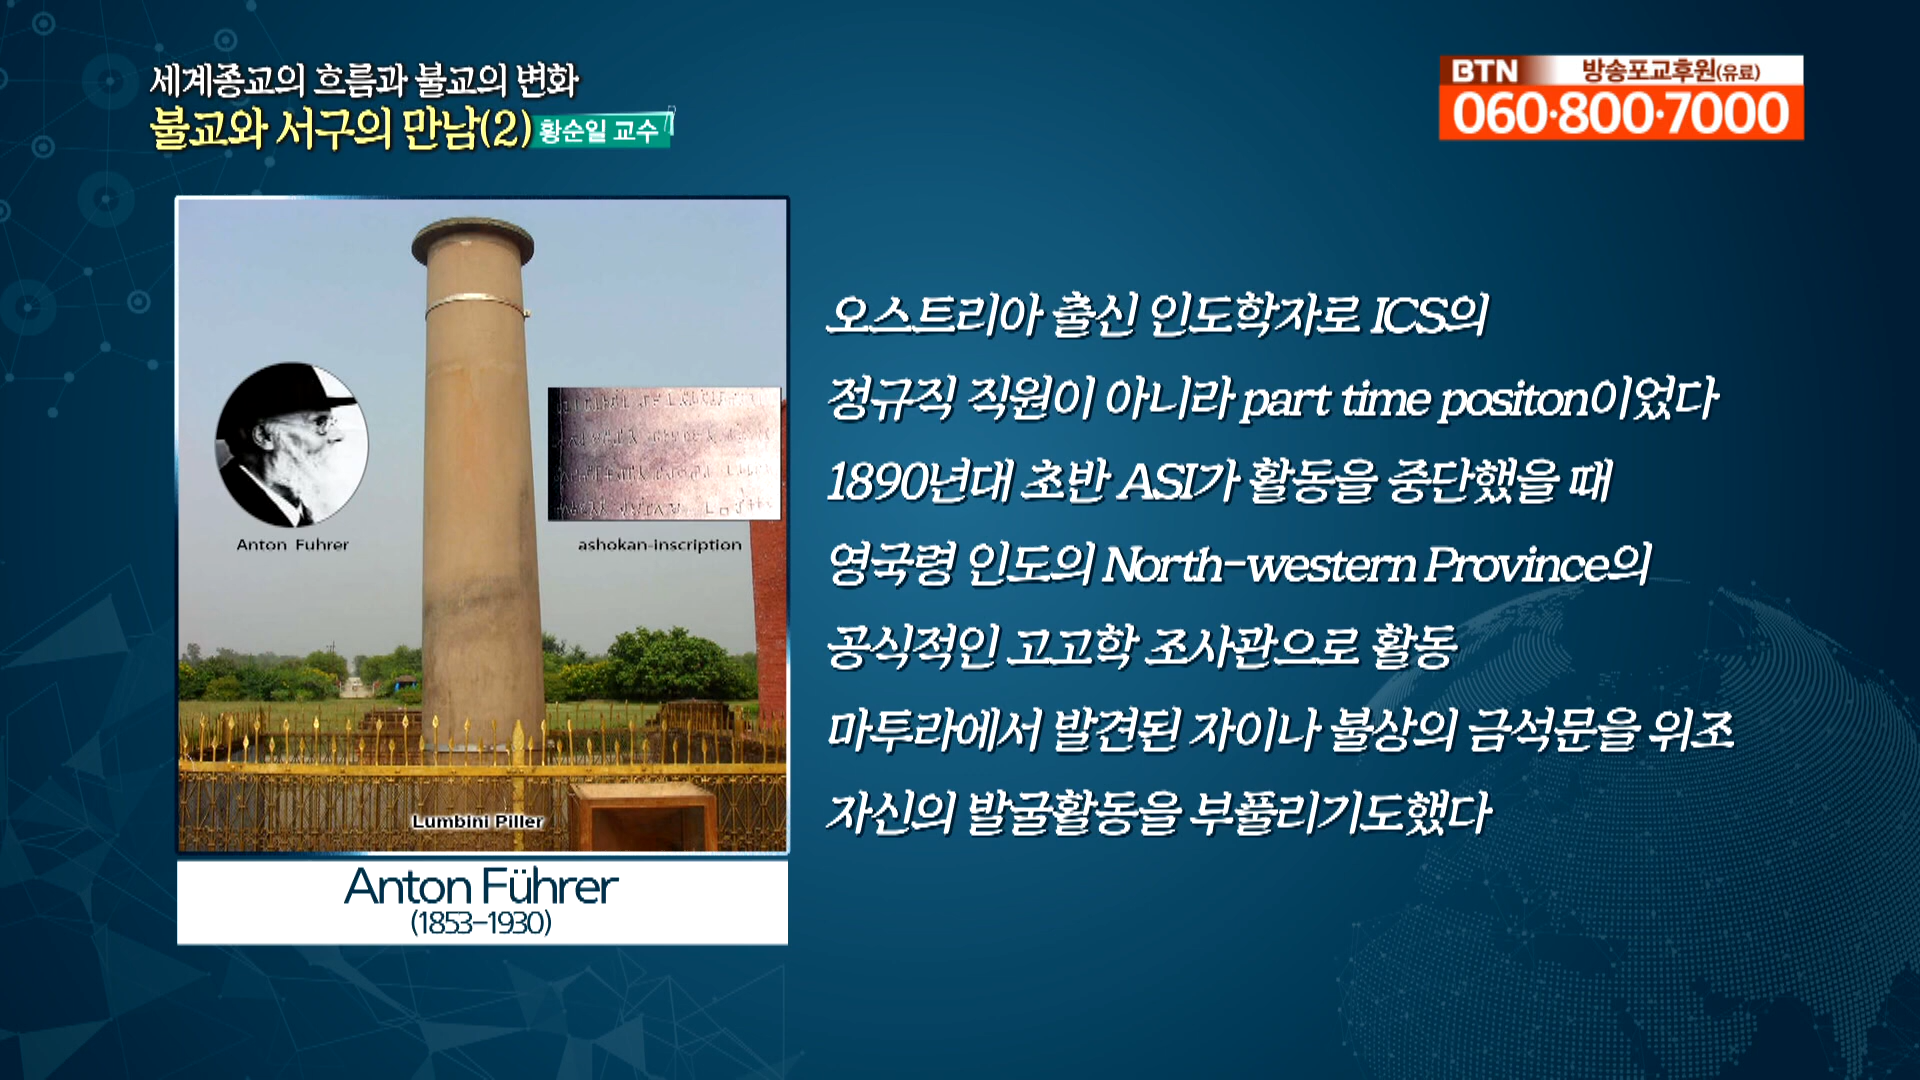 세계종교의 흐름과 불교의 변화
불교와 서구의 만남(2) 황순일 교수
BTN 방송포교후원(유료)
060·800·7000
Anton Fuhrer
ashokan-inscription
Lumbini Piller
Anton Führer
(1853-1930)
오스트리아 출신 인도학자로 ICS의
정규직 직원이 아니라 part time positon이었다
1890년대 초반 ASI가 활동을 중단했을 때
영국령 인도의 North-western Province의
공식적인 고고학 조사관으로 활동
마투라에서 발견된 자이나 불상의 금석문을 위조
자신의 발굴활동을 부풀리기도했다